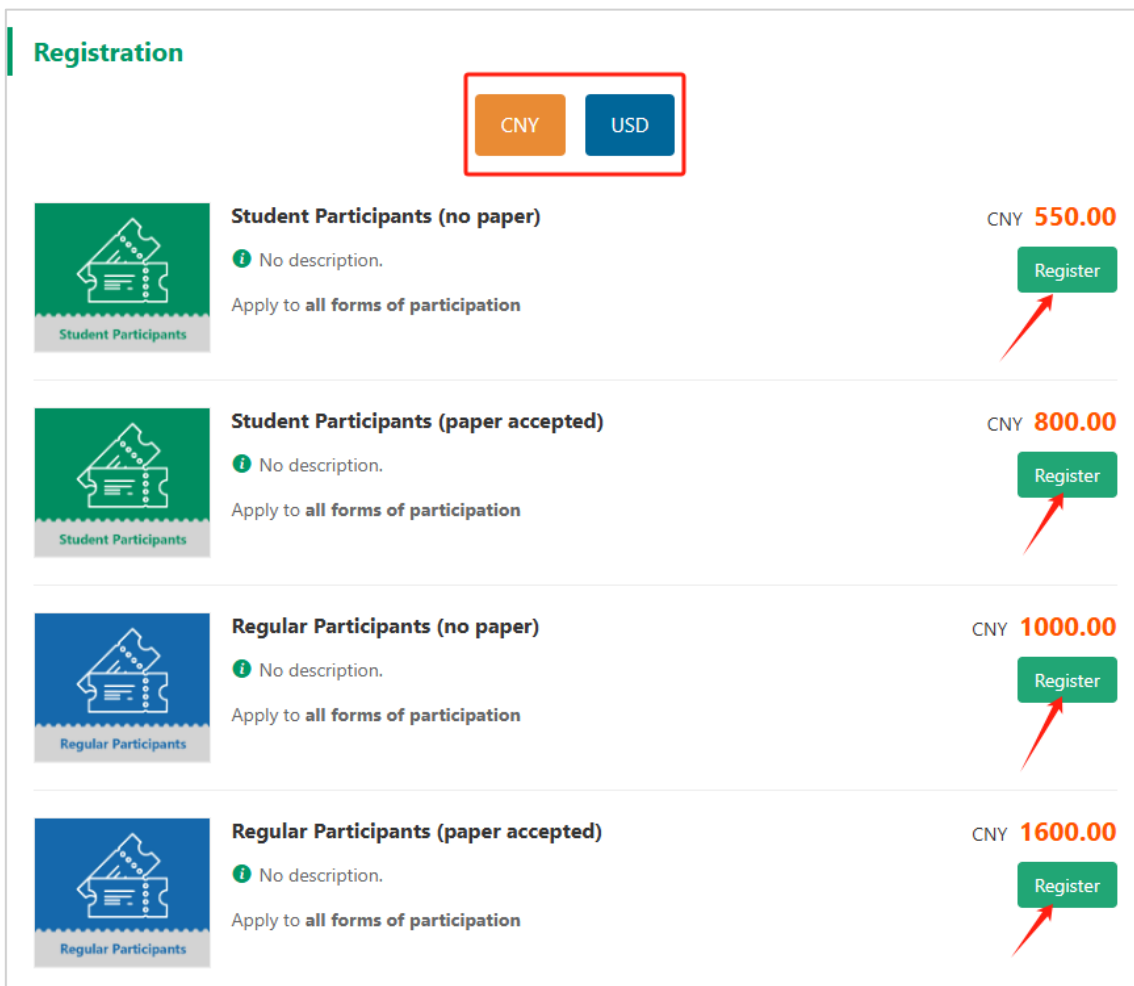 Registration
CNY USD
Student Participants (no paper) CNY 550.00
No description. Register
Apply to all forms of participation
Student Participants
Student Participants (paper accepted) CNY 800.00
No description. Register
Apply to all forms of participation
Student Participants
Regular Participants (no paper) CNY 1000.00
No description. Register
Apply to all forms of participation
Regular Participants
Regular Participants (paper accepted) CNY 1600.00
No description. Register
Apply to all forms of participation
Regular Participants